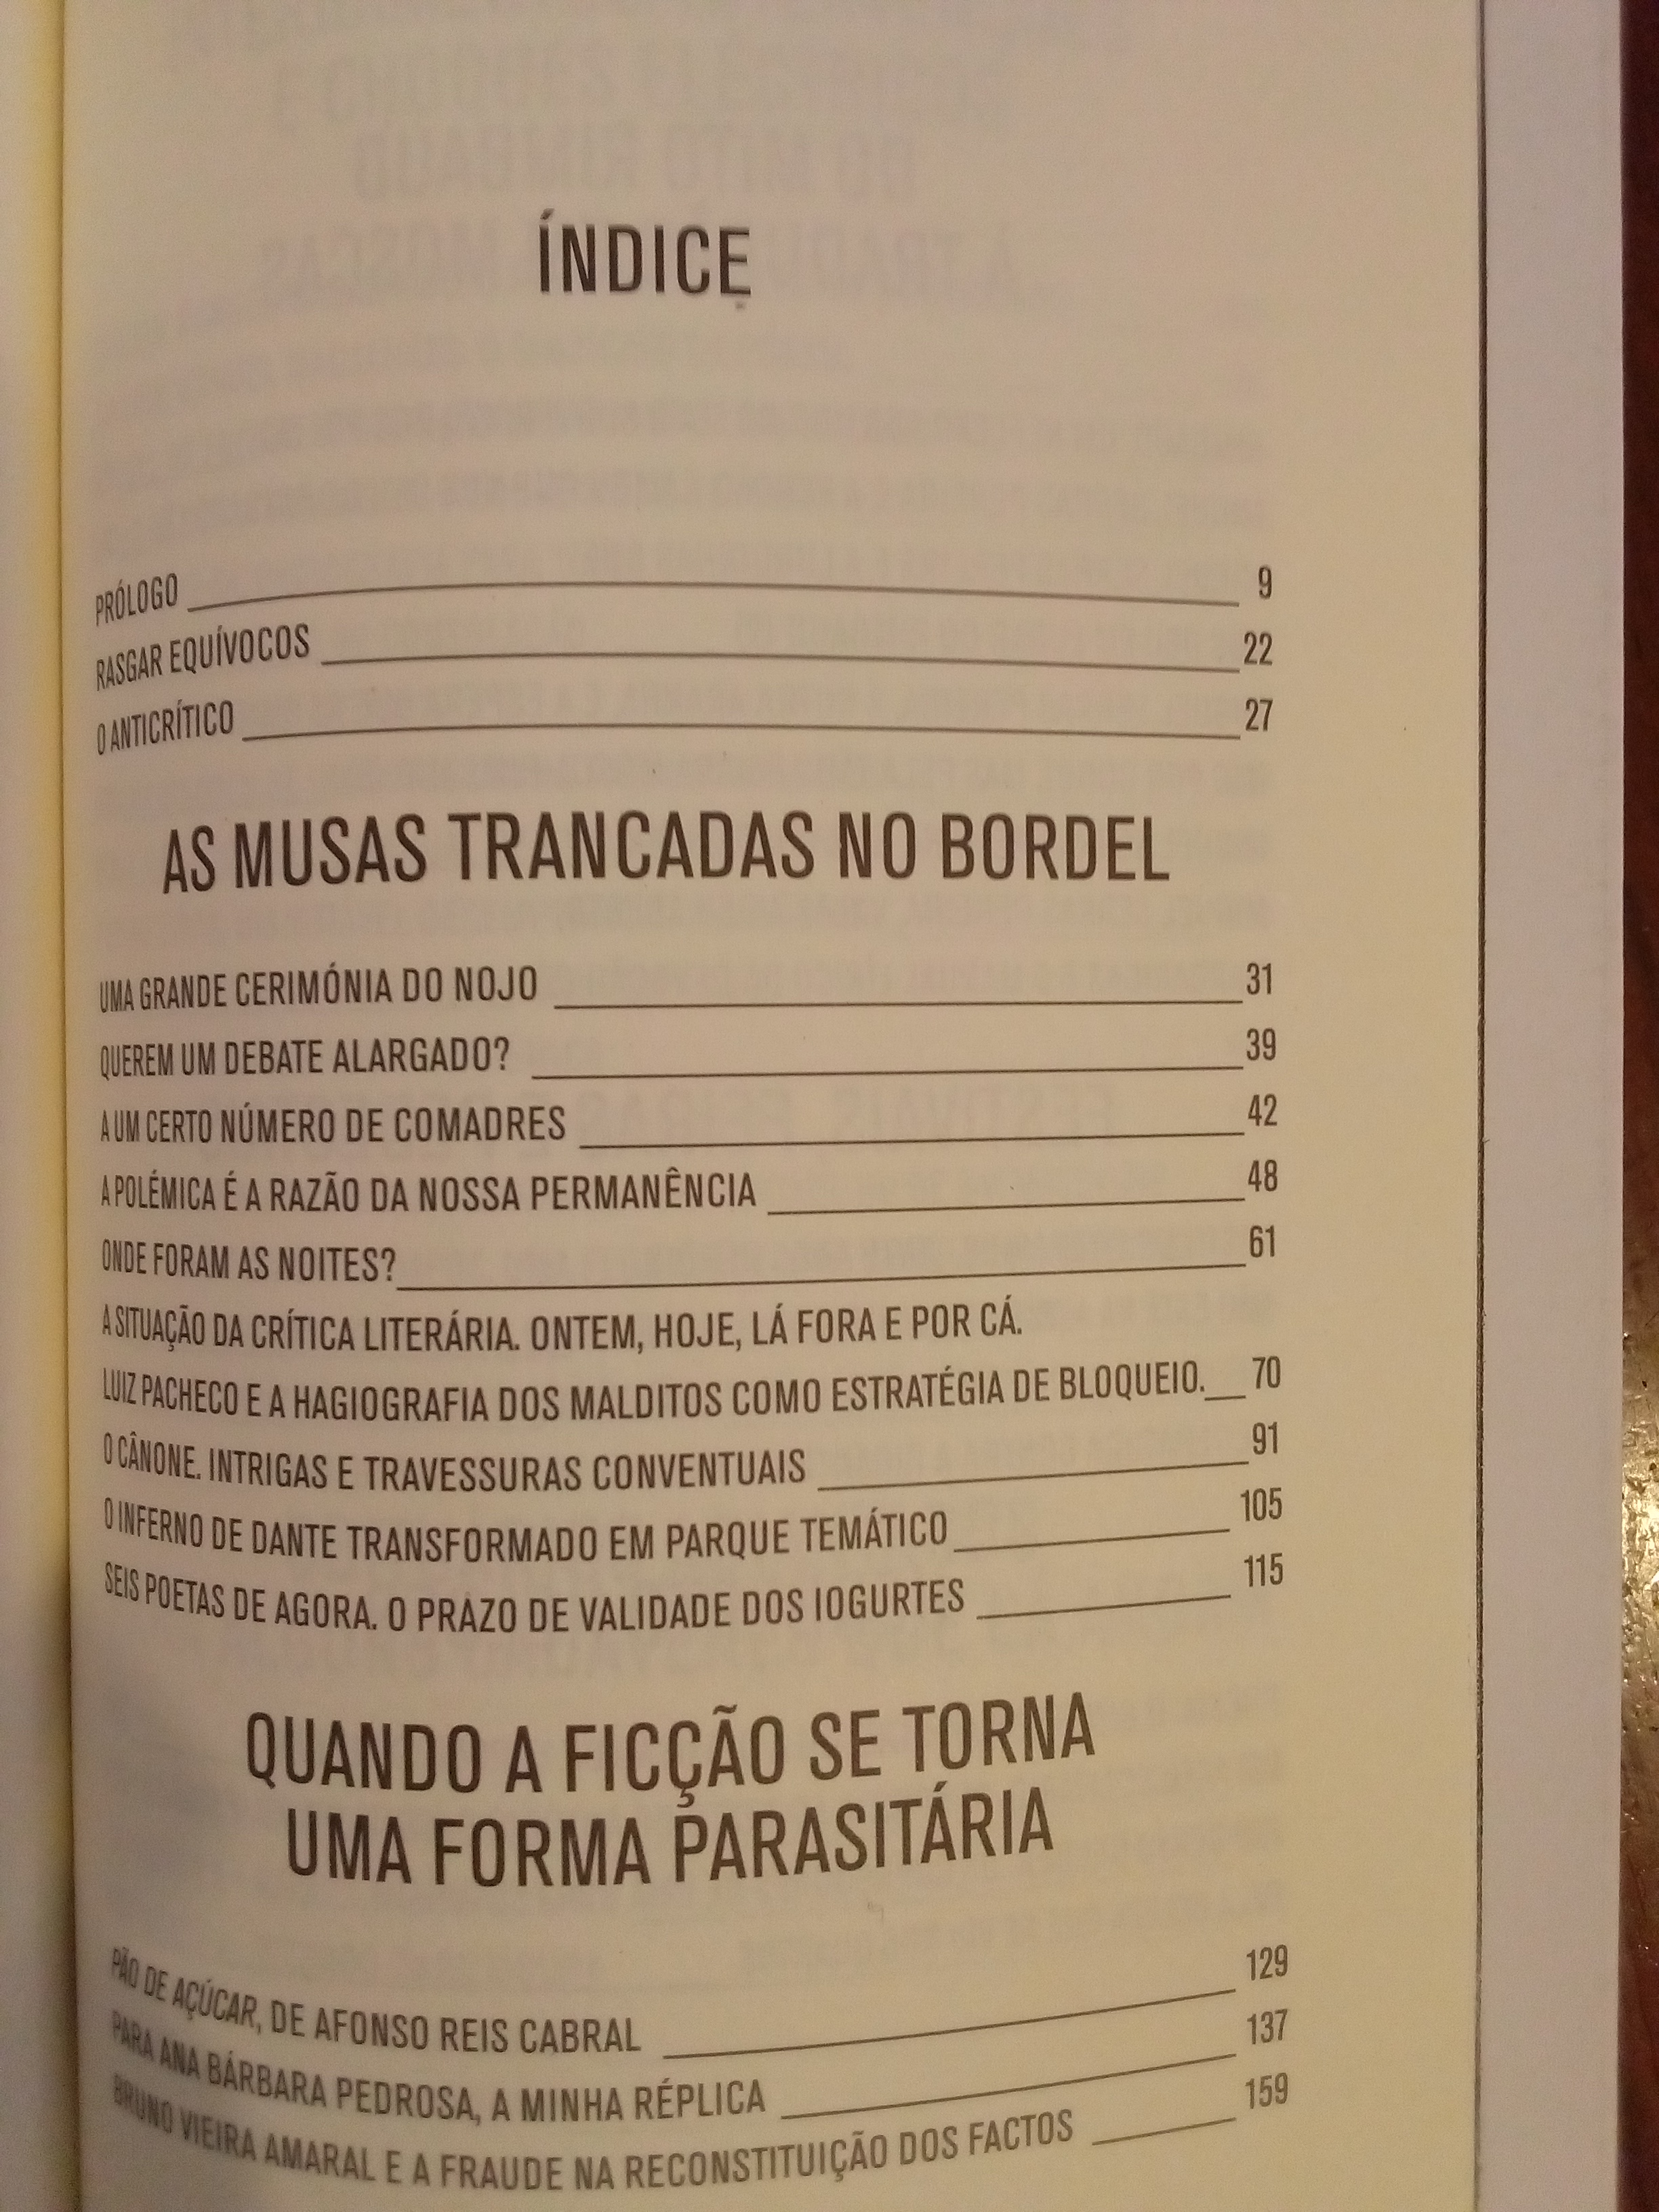 ÍNDICE
PRÓLOGO 9
RASGAR EQUÍVOCOS 22
O ANTICRÍTICO 27
AS MUSAS TRANCADAS NO BORDEL
UMA GRANDE CERIMÓNIA DO NOJO 31
QUEREM UM DEBATE ALARGADO? 39
A UM CERTO NÚMERO DE COMADRES 42
A POLÉMICA É A RAZÃO DA NOSSA PERMANÊNCIA 48
ONDE FORAM AS NOITES? 61
A SITUAÇÃO DA CRÍTICA LITERÁRIA. ONTEM, HOJE, LÁ FORA E POR CÁ.
LUIZ PACHECO E A HAGIOGRAFIA DOS MALDITOS COMO ESTRATÉGIA DE BLOQUEIO. 70
O CÂNONE. INTRIGAS E TRAVESSURAS CONVENTUAIS 91
O INFERNO DE DANTE TRANSFORMADO EM PARQUE TEMÁTICO 105
SEIS POETAS DE AGORA. O PRAZO DE VALIDADE DOS IOGURTES 115
QUANDO A FICÇÃO SE TORNA
UMA FORMA PARASITÁRIA
PÃO DE AÇÚCAR, DE AFONSO REIS CABRAL 129
PARA ANA BÁRBARA PEDROSA, A MINHA RÉPLICA 137
BRUNO VIEIRA AMARAL E A FRAUDE NA RECONSTITUIÇÃO DOS FACTOS 159